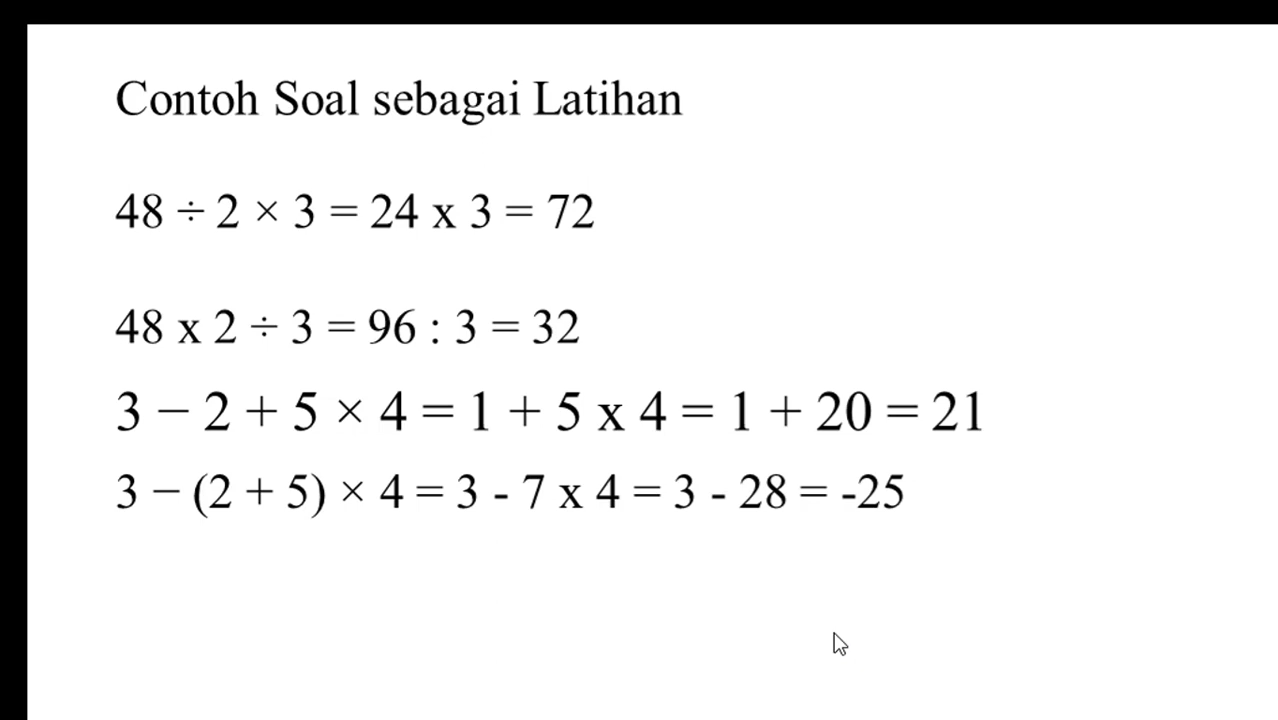 Contoh Soal sebagai Latihan
48 ÷ 2 × 3 = 24 x 3 = 72
48 x 2 ÷ 3 = 96 : 3 = 32
3 − 2 + 5 × 4 = 1 + 5 x 4 = 1 + 20 = 21
3 − (2 + 5) × 4 = 3 - 7 x 4 = 3 - 28 = -25